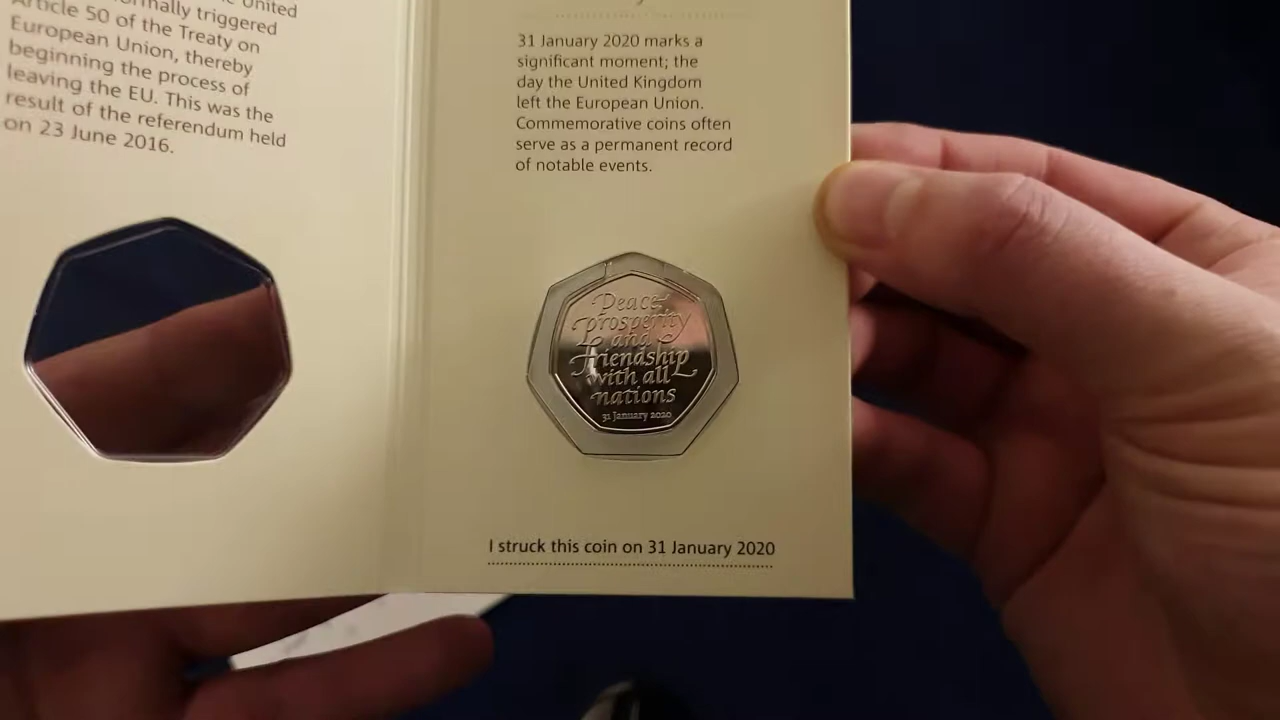 United
formally triggered
Article 50 of the Treaty on
European Union, thereby
beginning the process of
leaving the EU. This was the
result of the referendum held
on 23 June 2016.
31 January 2020 marks a
significant moment; the
day the United Kingdom
left the European Union.
Commemorative coins often
serve as a permanent record
of notable events.
Peace,
prosperity
and
friendship
with all
nations
31 January 2020
I struck this coin on 31 January 2020